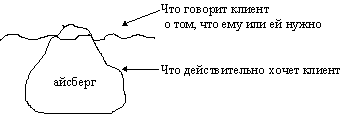 Что говорит клиент
о том, что ему или ей нужно
Что действительно хочет клиент
айсберг